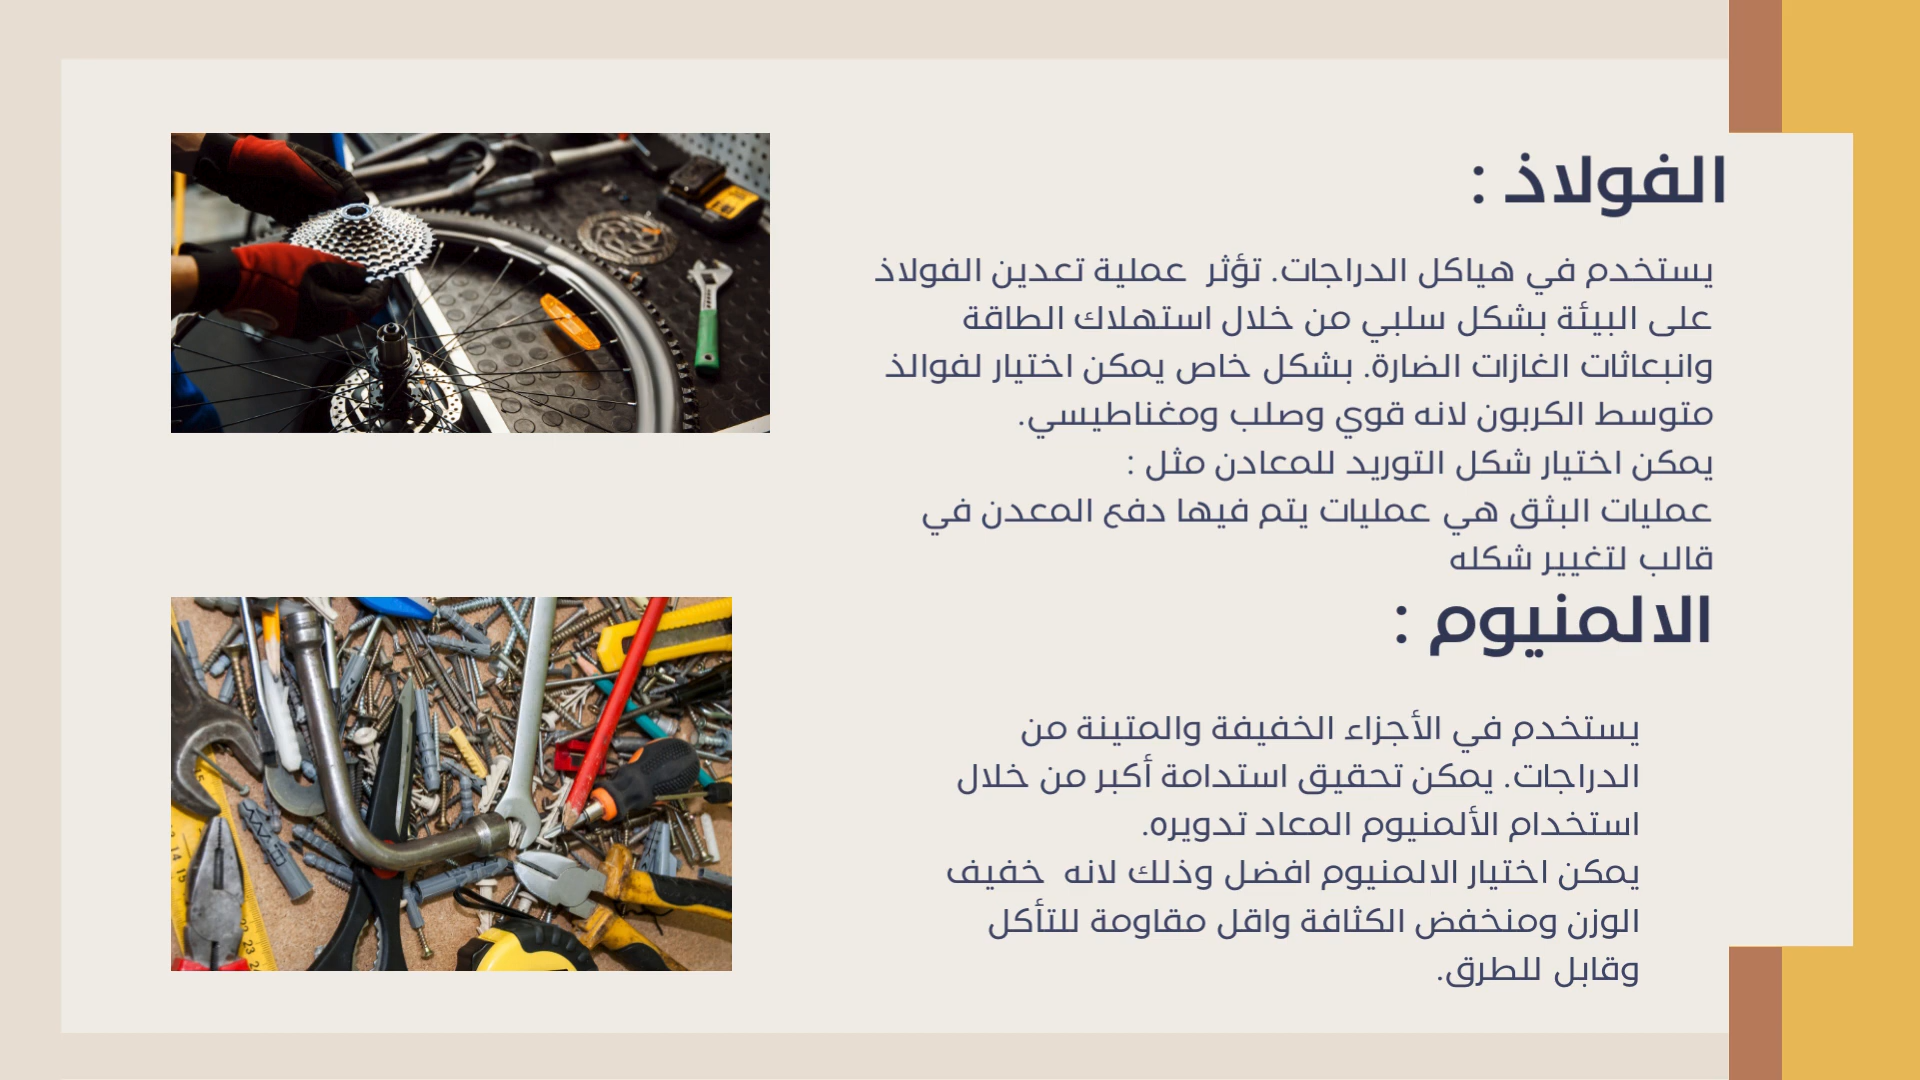 الفولاذ :
يستخدم في هياكل الدراجات. تؤثر عملية تعدين الفولاذ
على البيئة بشكل سلبي من خلال استهلاك الطاقة
وانبعاثات الغازات الضارة. بشكل خاص يمكن اختيار لفوالذ
متوسط الكربون لانه قوي وصلب ومغناطيسي.
يمكن اختيار شكل التوريد للمعادن مثل :
عمليات البثق هي عمليات يتم فيها دفع المعدن في
قالب لتغيير شكله
الالمنيوم :
يستخدم في الأجزاء الخفيفة والمتينة من
الدراجات. يمكن تحقيق استدامة أكبر من خلال
استخدام الألمنيوم المعاد تدويره.
يمكن اختيار الالمنيوم افضل وذلك لانه خفيف
الوزن ومنخفض الكثافة واقل مقاومة للتأكل
وقابل للطرق.